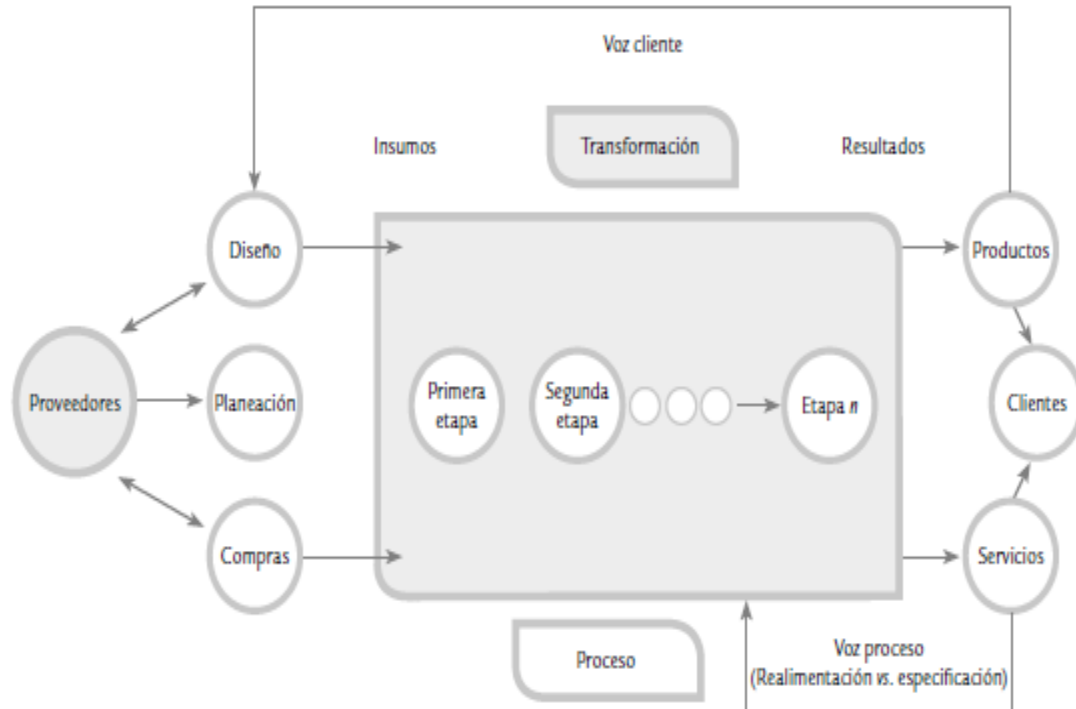 Voz cliente
Insumos
Transformación
Resultados
Diseño
Productos
Proveedores
Planeación
Primera
etapa
Segunda
etapa
Etapa n
Clientes
Compras
Servicios
Proceso
Voz proceso
(Realimentación vs. especificación)